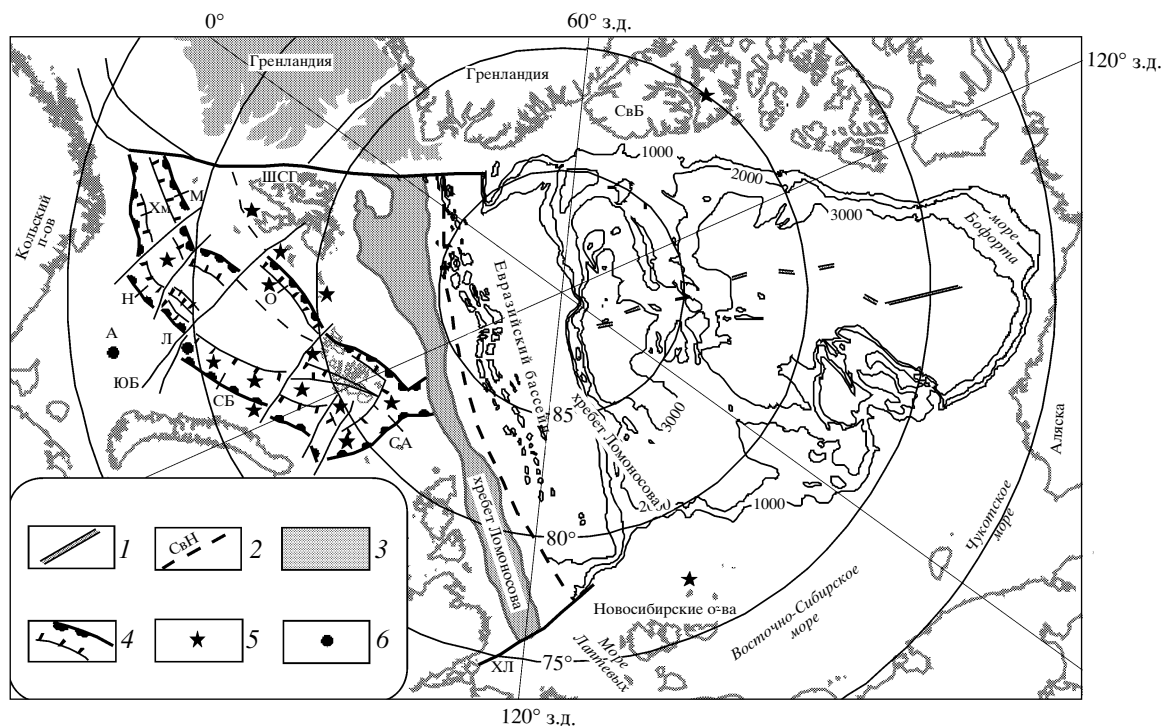 0°
60° з.д.
120° з.д.
Гренландия
Гренландия
СвБ
1000
2000
3000
море
Бофорта
ШСГ
Хм
М
Кольский
п-ов
Н
О
А
Л
ЮБ
СБ
СА
Евразийский бассейн
85
хребет Ломоносова
3000
2000
1000
80°
хребет Ломоносова
Аляска
Чукотское
море
Восточно-Сибирское
море
Новосибирские о-ва
Море
Лаптевых
75°
ХЛ
120° з.д.
1
СвН
2
3
4
5
6